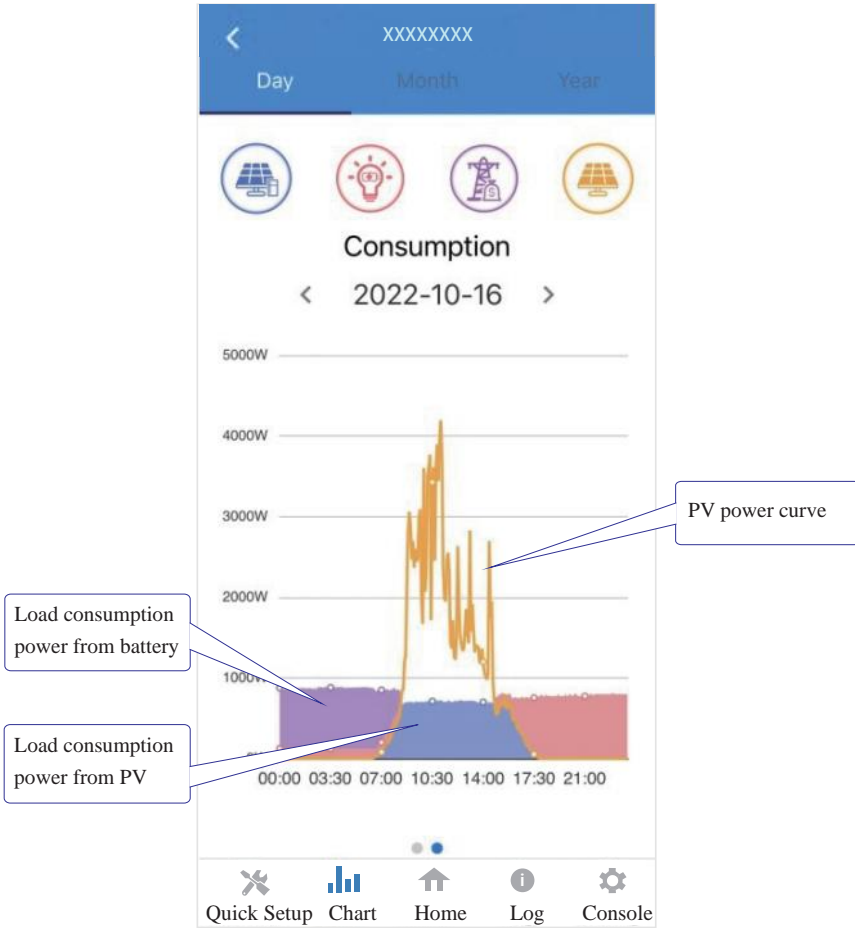 XXXXXXXX
Day Month Year
Consumption
2022-10-16
5000W
4000W
3000W
PV power curve
2000W
Load consumption
power from battery
1000W
Load consumption
power from PV
00:00 03:30 07:00 10:30 14:00 17:30 21:00
Quick Setup Chart Home Log Console